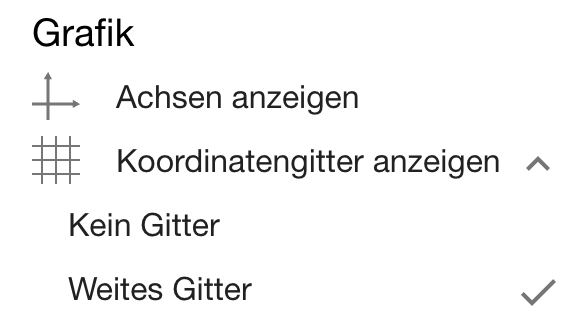 Grafik
Achsen anzeigen
Koordinatengitter anzeigen
Kein Gitter
Weites Gitter